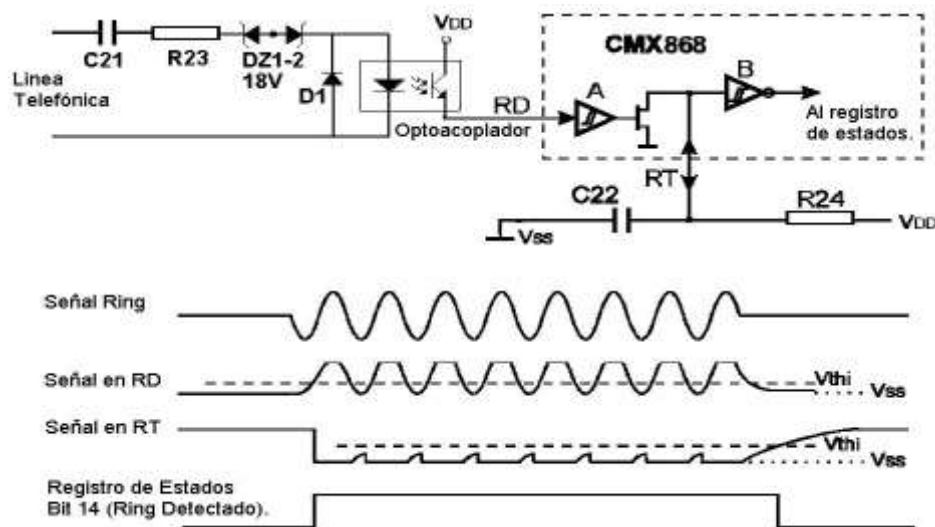 VDD
CMX868
C21
R23
DZ1-2
18V
D1
Linea
Telefónica
Optoacoplador
RD
A
B
Al registro
de estados.
RT
C22
R24
Vss
VDD
Señal Ring
Señal en RD
Vthi
Vss
Señal en RT
Vthi
Vss
Registro de Estados
Bit 14 (Ring Detectado).